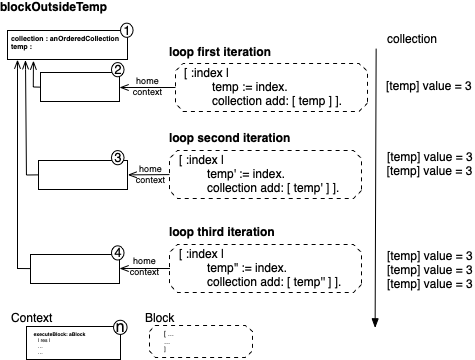 blockOutsideTemp
1
collection : anOrderedCollection
temp :
collection
loop first iteration
2
home
context
[ :index |
temp := index.
collection add: [ temp ] ].
[temp] value = 3
loop second iteration
3
home
context
[ :index |
temp' := index.
collection add: [ temp' ] ].
[temp] value = 3
[temp] value = 3
loop third iteration
4
home
context
[ :index |
temp'' := index.
collection add: [ temp'' ] ].
[temp] value = 3
[temp] value = 3
[temp] value = 3
Context
n
executeBlock: aBlock
| res |
...
...
Block
[ ...
...
]